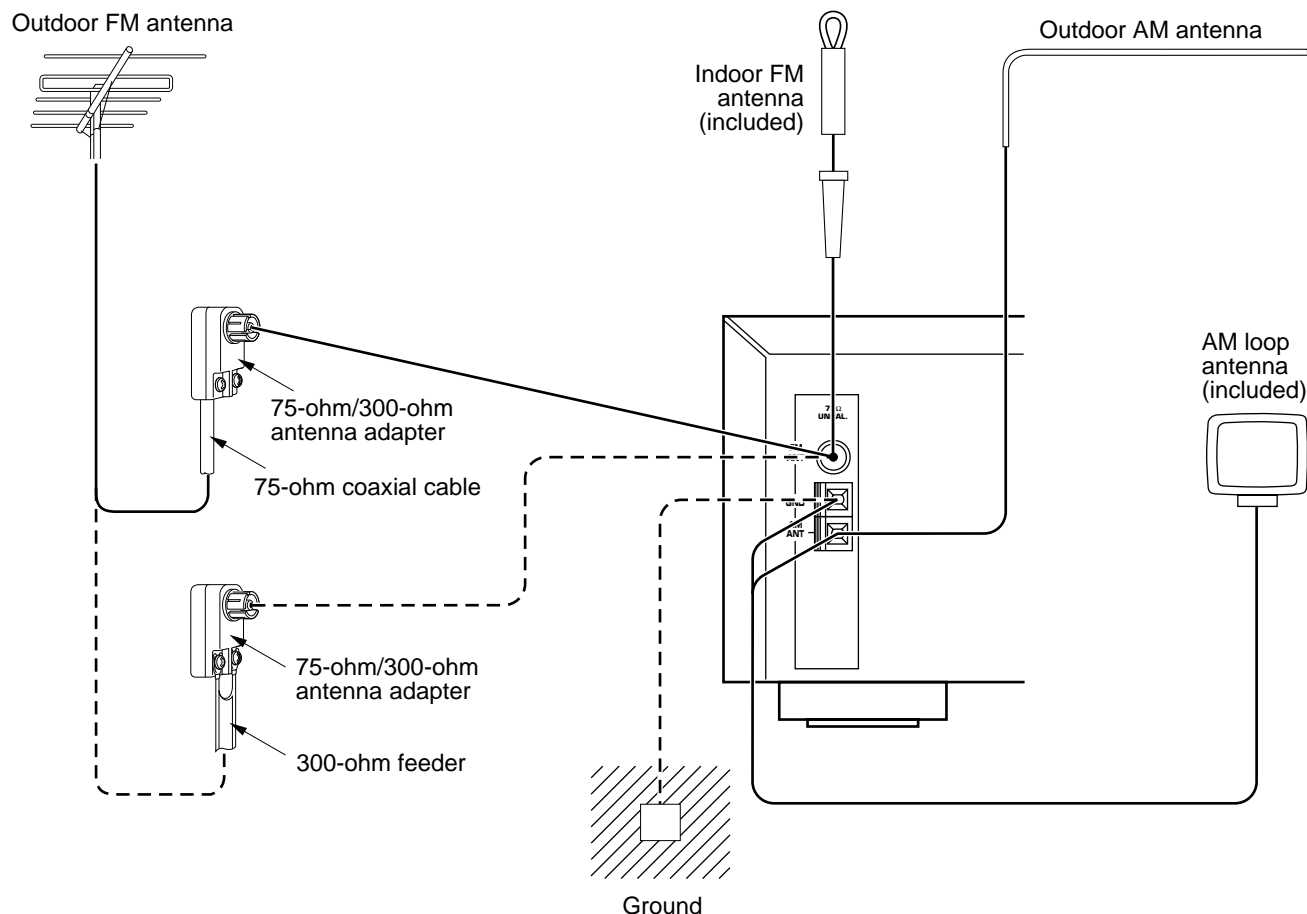 Outdoor FM antenna
Indoor FM
antenna
(included)
Outdoor AM antenna
AM loop
antenna
(included)
75-ohm/300-ohm
antenna adapter
75-ohm coaxial cable
GND
ANT
75-ohm/300-ohm
antenna adapter
300-ohm feeder
Ground